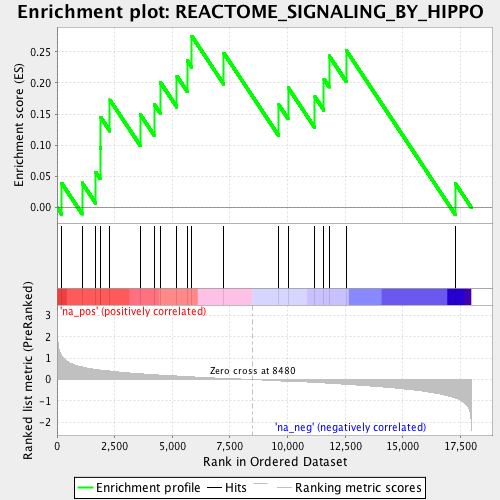 Enrichment plot: REACTOME_SIGNALING_BY_HIPPO
Enrichment score (ES)
0.25
0.20
0.15
0.10
0.05
0.00
'na_pos' (positively correlated)
Ranked list metric (PreRanked)
3
2
1
0
-1
-2
Zero cross at 8480
'na_neg' (negatively correlated)
0 2,500 5,000 7,500 10,000 12,500 15,000 17,500
Rank in Ordered Dataset
Enrichment profile Hits Ranking metric scores